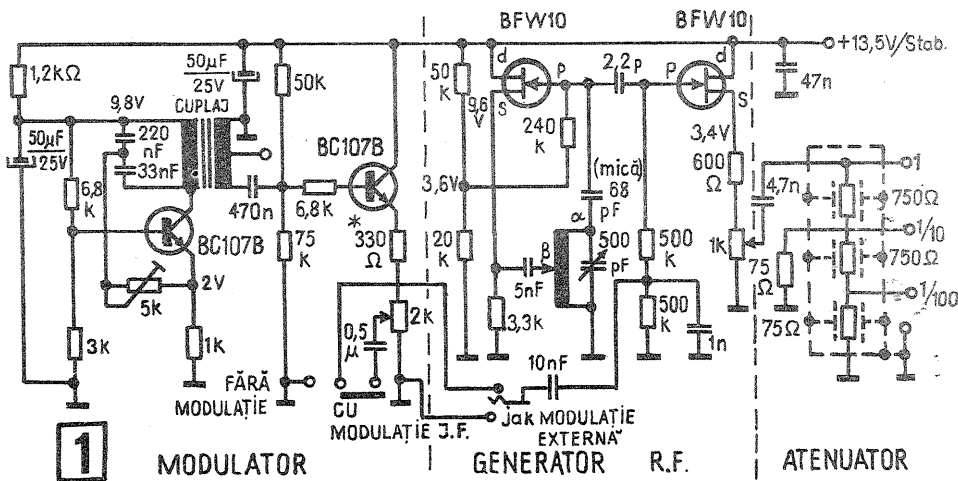 BFW10
BFW10
+13,5V/Stab.
1,2kΩ
50µF
25V
50K
d
d
2,2p
p
p
50
K
47n
9,8V
CUPLAJ
9,6
V
S
S
50µF
25V
220
nF
33nF
BC107B
240
K
3,4V
600
Ω
1
(mică)
68
pF
4,7n
750Ω
6,8
K
3,6V
470n
6,8k
BC107B
*
330
Ω
α
1/10
75
K
20
K
β
500
pF
500
K
1K
75
Ω
750Ω
2V
5nF
1/100
5k
3,3k
500
K
75Ω
3k
1K
0,5
µ
2k
1n
10nF
FĂRĂ
MODULAȚIE
CU
MODULAȚIE J.F.
jak MODULAȚIE
EXTERNĂ
1
MODULATOR
GENERATOR R.F.
ATENUATOR